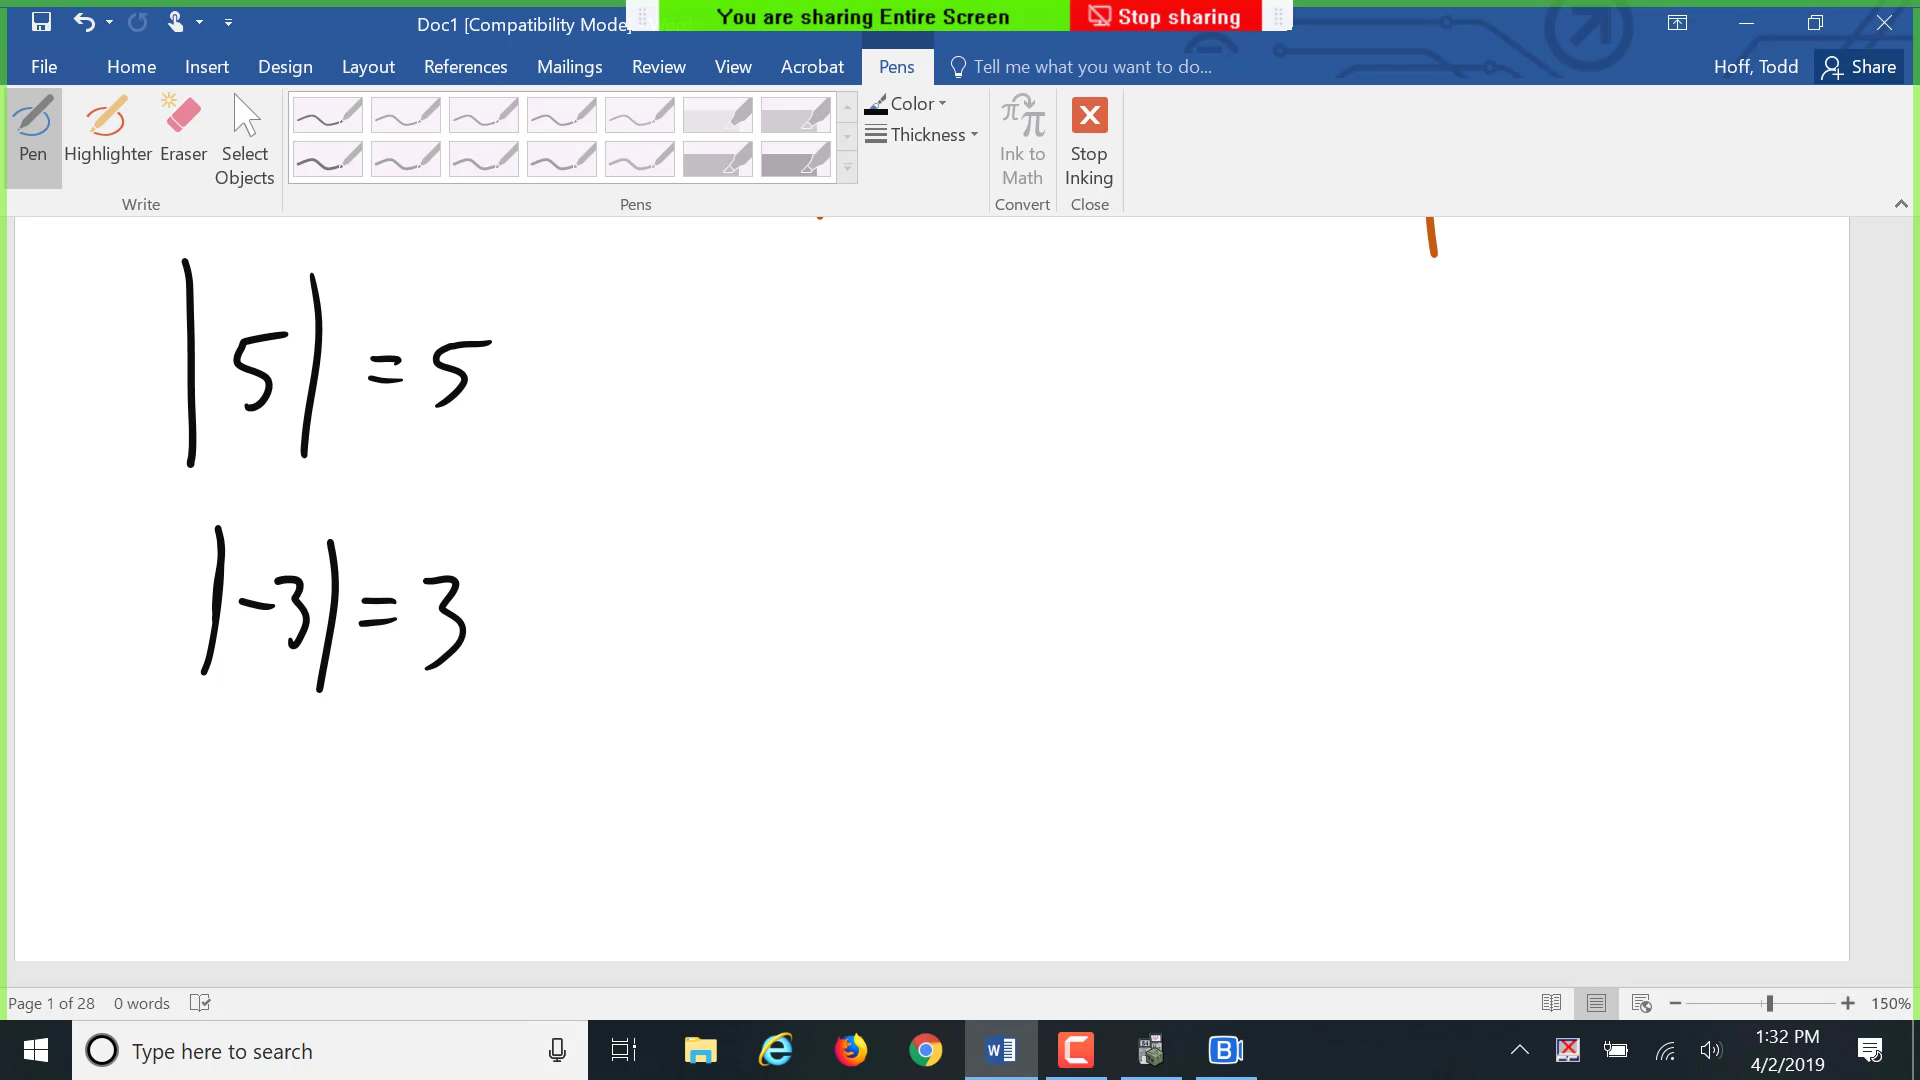 Doc1 [Compatibility Mode]
You are sharing Entire Screen
Stop sharing
File Home Insert Design Layout References Mailings Review View Acrobat Pens Tell me what you want to do... Hoff, Todd Share
Pen Highlighter Eraser Select Objects
Color
Thickness
Ink to Math
Stop Inking
Write Pens Convert Close
|5| = 5
|-3| = 3
Page 1 of 28 0 words 150%
Type here to search
1:32 PM
4/2/2019